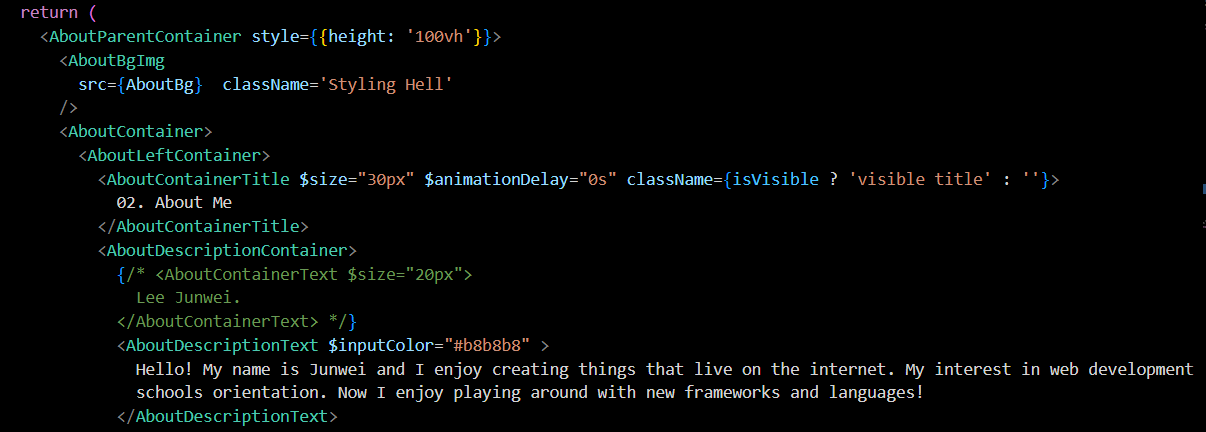 return (
<AboutParentContainer style={{height: '100vh'}}>
<AboutBgImg
src={AboutBg}  className='Styling Hell'
/>
<AboutContainer>
<AboutLeftContainer>
<AboutContainerTitle $size="30px" $animationDelay="0s" className={isVisible ? 'visible title' : ''}>
02. About Me
</AboutContainerTitle>
<AboutDescriptionContainer>
{/* <AboutContainerText $size="20px">
Lee Junwei.
</AboutContainerText> */}
<AboutDescriptionText $inputColor="#b8b8b8" >
Hello! My name is Junwei and I enjoy creating things that live on the internet. My interest in web development
schools orientation. Now I enjoy playing around with new frameworks and languages!
</AboutDescriptionText>